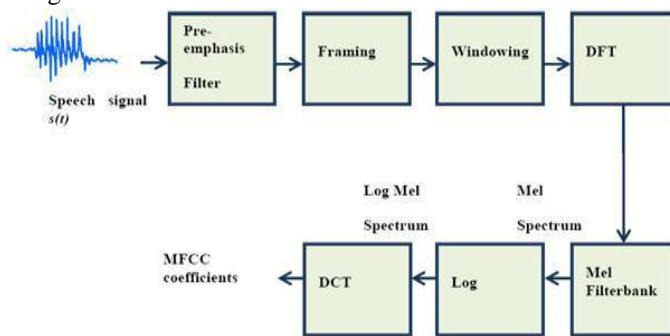 Pre-
emphasis
Filter
Framing
Windowing
DFT
Speech signal
s(t)
Log Mel
Spectrum
Mel
Spectrum
MFCC
coefficients
DCT
Log
Mel
Filterbank